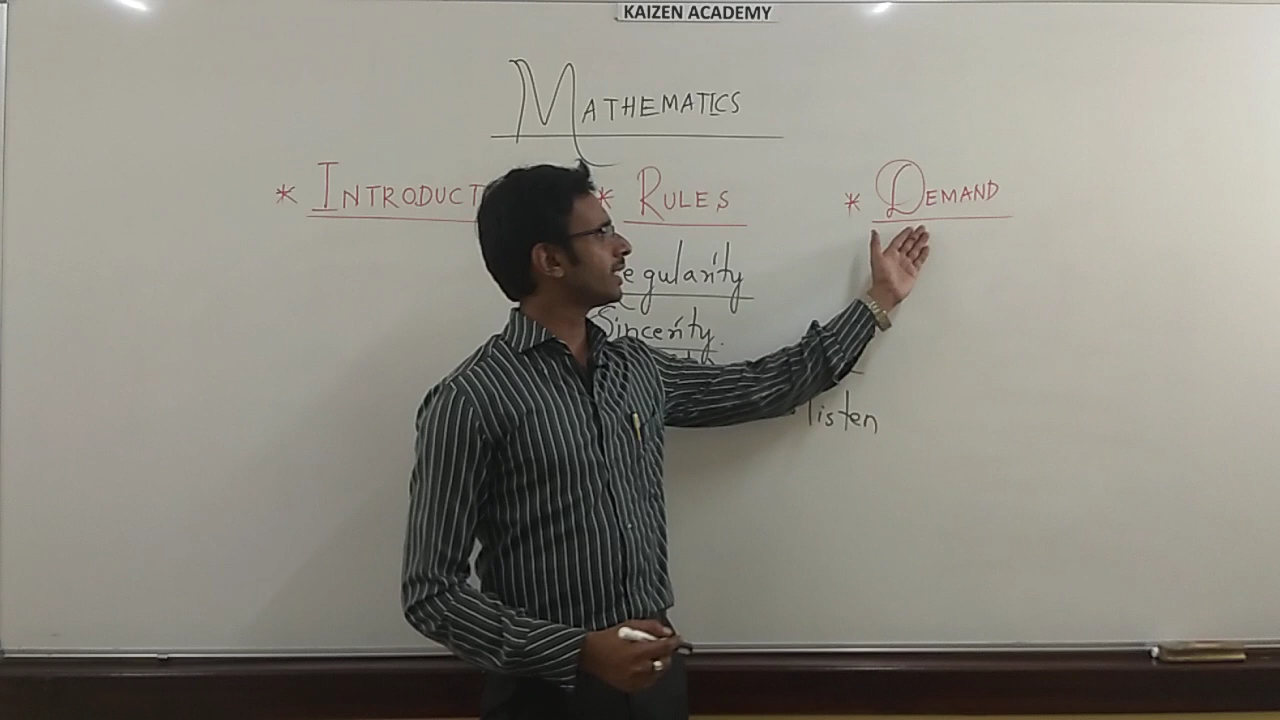 KAIZEN ACADEMY
MATHEMATICS
* INTRODUCT * RULES * DEMAND
egularity
Sincerity.
listen